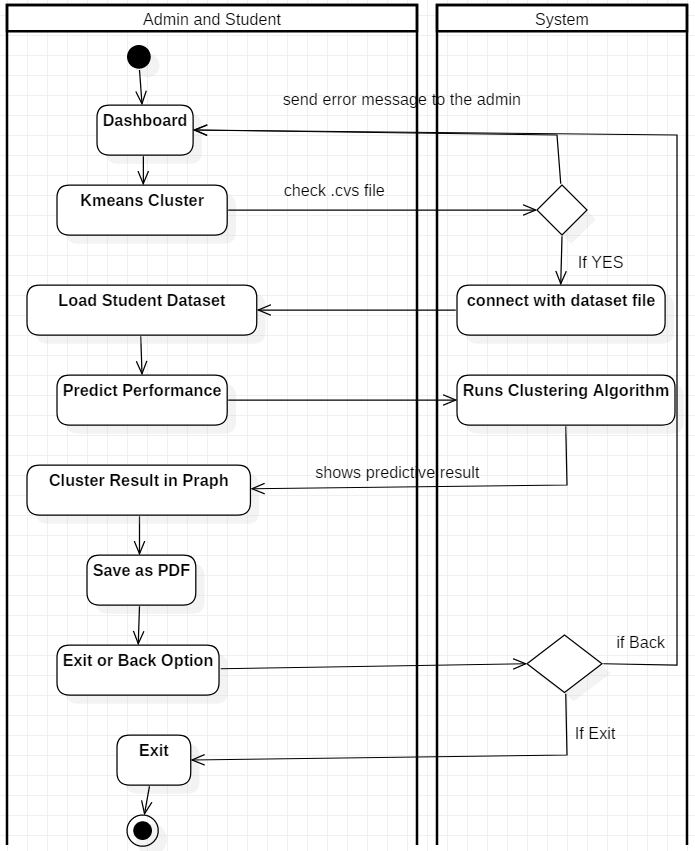 Admin and Student
System
send error message to the admin
Dashboard
Kmeans Cluster
check .cvs file
If YES
Load Student Dataset
connect with dataset file
Predict Performance
Runs Clustering Algorithm
Cluster Result in Praph
shows predictive result
Save as PDF
if Back
Exit or Back Option
If Exit
Exit